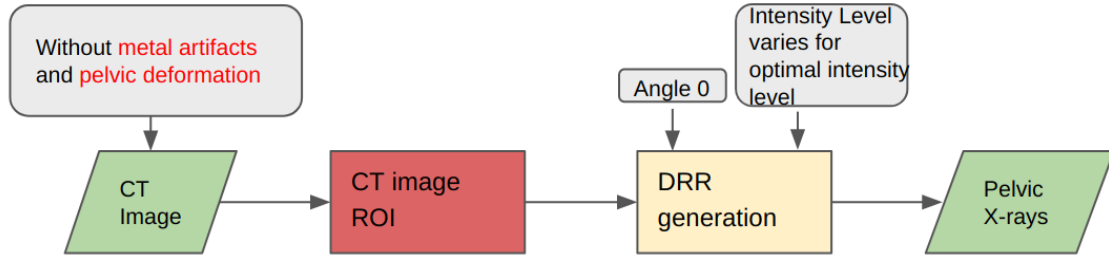 Without metal artifacts
and pelvic deformation
Intensity Level
varies for
optimal intensity
level
Angle 0
CT
Image
CT image
ROI
DRR
generation
Pelvic
X-rays